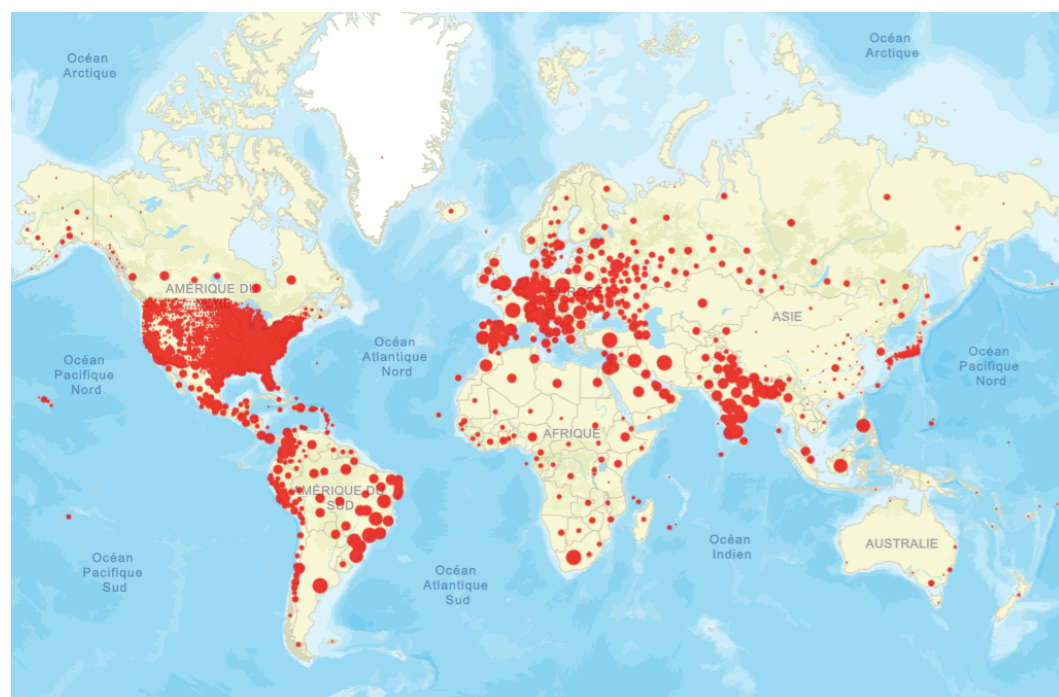 Océan
Arctique
Océan
Arctique
AMÉRIQUE DU
EUROPE
ASIE
Océan
Pacifique
Nord
Océan
Atlantique
Nord
Océan
Pacifique
Nord
AFRIQUE
AMÉRIQUE DU
SUD
Océan
Pacifique
Sud
Océan
Atlantique
Sud
Océan
Indien
AUSTRALIE